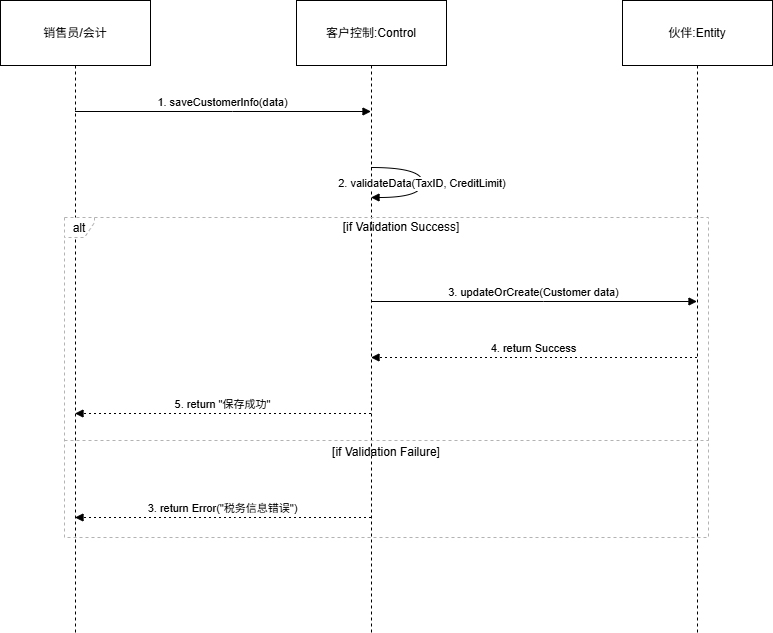 销售员/会计
客户控制:Control
伙伴:Entity
1. saveCustomerInfo(data)
2. validateData(TaxID, CreditLimit)
alt
[if Validation Success]
3. updateOrCreate(Customer data)
4. return Success
5. return "保存成功"
[if Validation Failure]
3. return Error("税务信息错误")